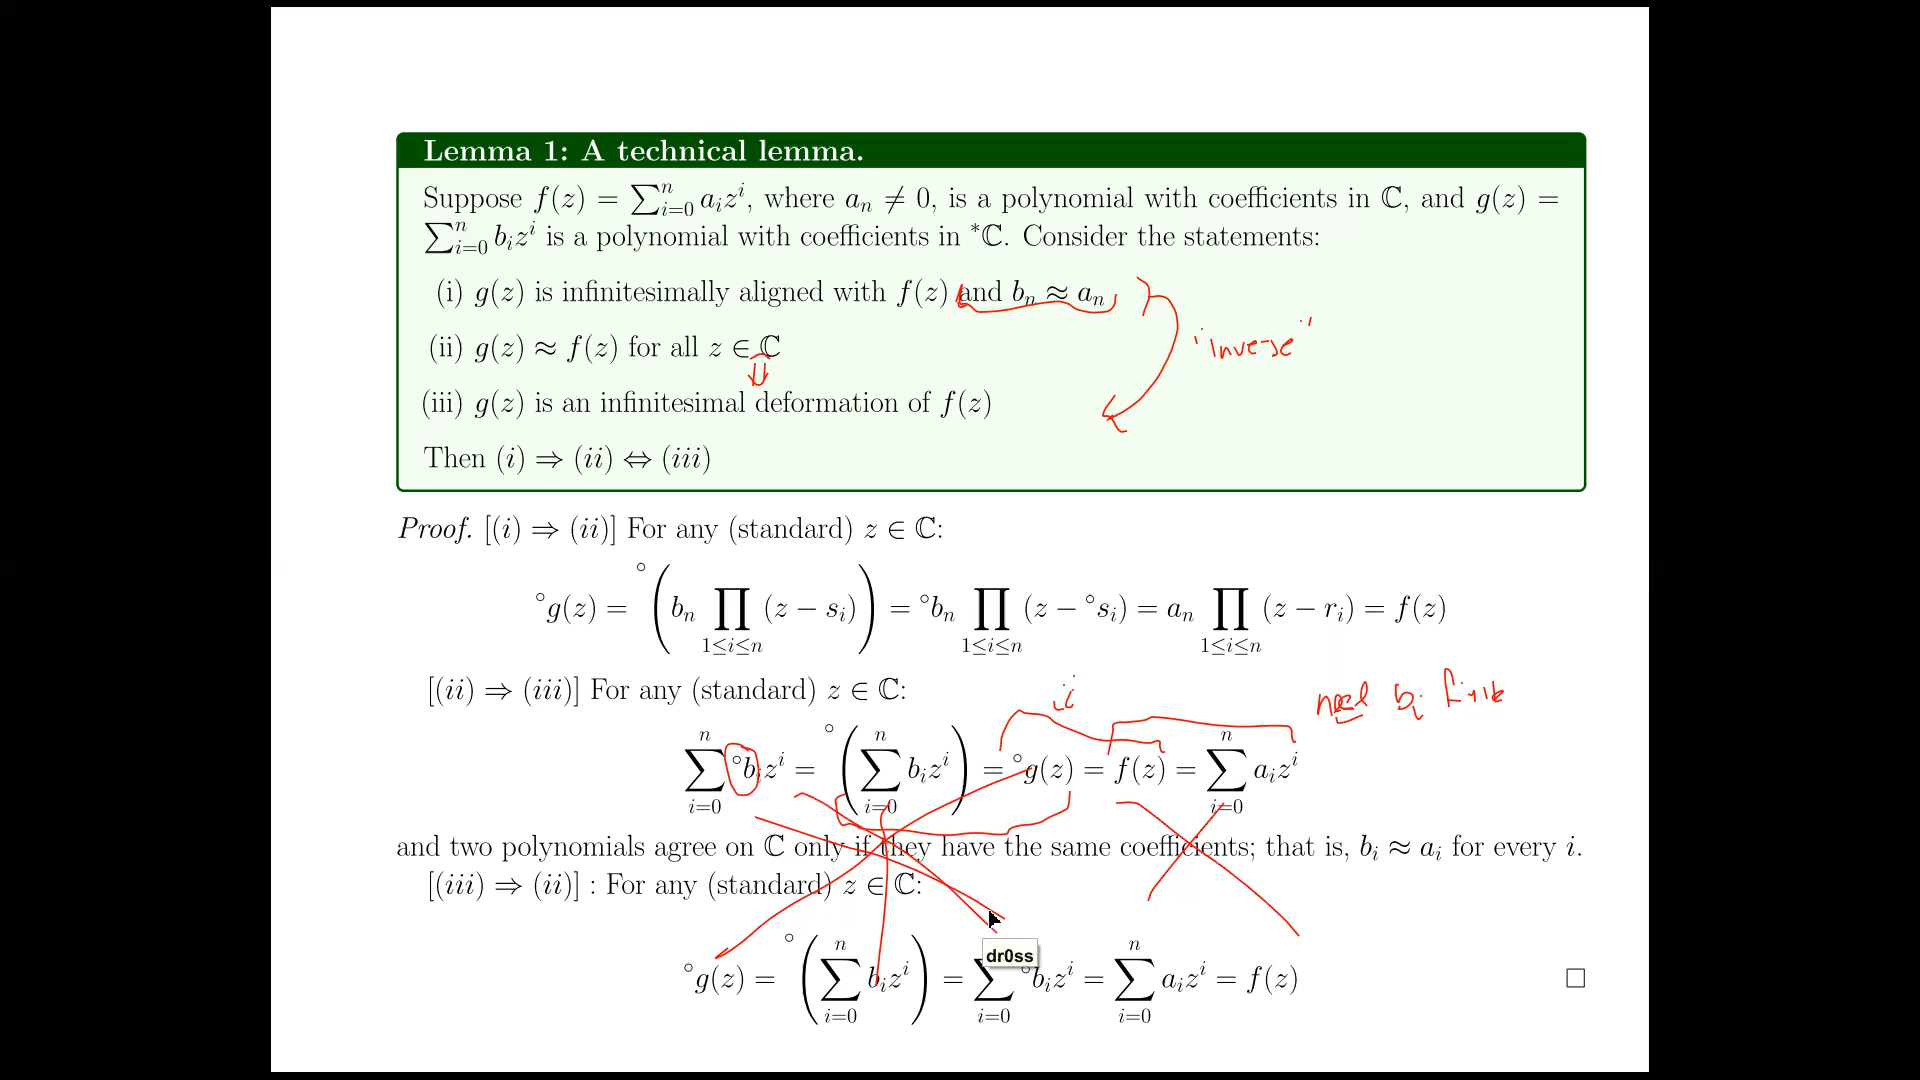 Lemma 1: A technical lemma.
Suppose f(z) = ∑ⁿᵢ₌₀ aᵢzⁱ, where aₙ ≠ 0, is a polynomial with coefficients in ℂ, and g(z) =
∑ⁿᵢ₌₀ bᵢzⁱ is a polynomial with coefficients in *ℂ. Consider the statements:
(i) g(z) is infinitesimally aligned with f(z) and bₙ ≈ aₙ
(ii) g(z) ≈ f(z) for all z ∈ ℂ
"inverse"
⇓
(iii) g(z) is an infinitesimal deformation of f(z)
Then (i) ⇒ (ii) ⇔ (iii)
Proof. [(i) ⇒ (ii)] For any (standard) z ∈ ℂ:
°g(z) = °(bₙ ∏_{1≤i≤n} (z − sᵢ)) = °bₙ ∏_{1≤i≤n} (z − °sᵢ) = aₙ ∏_{1≤i≤n} (z − rᵢ) = f(z)
[(ii) ⇒ (iii)] For any (standard) z ∈ ℂ:
ii
need bᵢ finite
∑ⁿᵢ₌₀ °bᵢzⁱ = °(∑ⁿᵢ₌₀ bᵢzⁱ) = °g(z) = f(z) = ∑ⁿᵢ₌₀ aᵢzⁱ
and two polynomials agree on ℂ only if they have the same coefficients; that is, bᵢ ≈ aᵢ for every i.
[(iii) ⇒ (ii)] : For any (standard) z ∈ ℂ:
dr0ss
°g(z) = °(∑ⁿᵢ₌₀ bᵢzⁱ) = ∑ⁿᵢ₌₀ °bᵢzⁱ = ∑ⁿᵢ₌₀ aᵢzⁱ = f(z) □